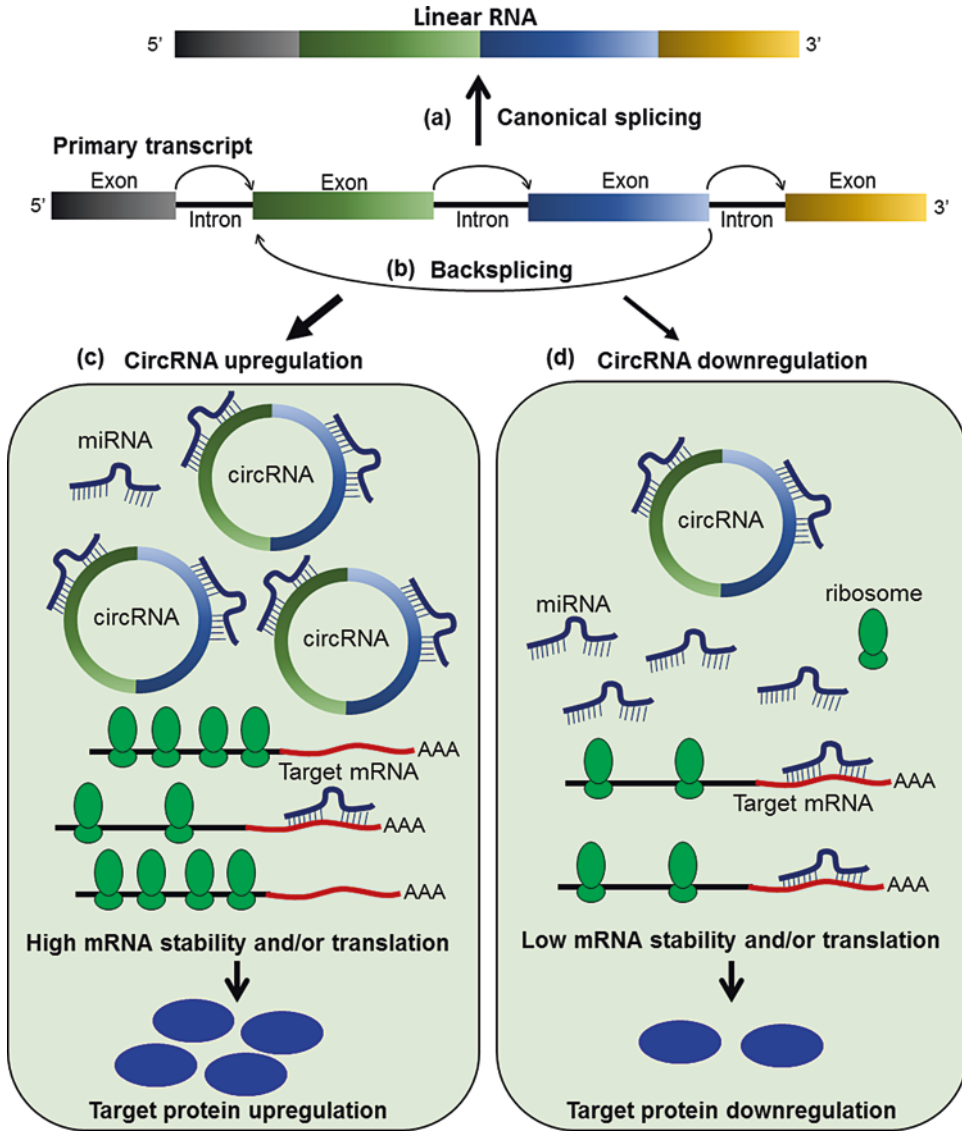 Linear RNA
5’ 3’
(a) Canonical splicing
Primary transcript
Exon Exon Exon Exon
5’ 3’
Intron Intron Intron
(b) Backsplicing
(c) CircRNA upregulation
miRNA
circRNA
circRNA
circRNA
AAA
Target mRNA
AAA
AAA
High mRNA stability and/or translation
Target protein upregulation
(d) CircRNA downregulation
circRNA
miRNA
ribosome
AAA
Target mRNA
AAA
Low mRNA stability and/or translation
Target protein downregulation